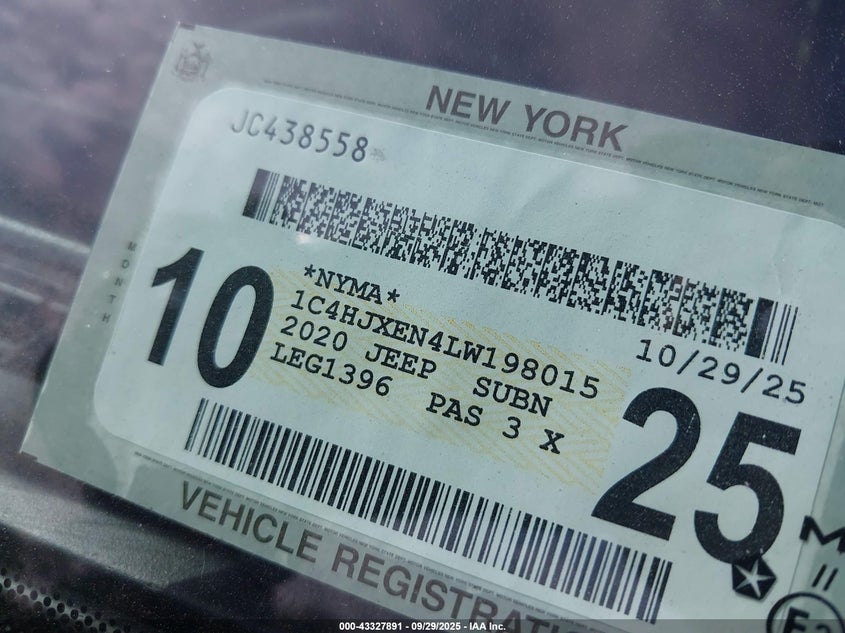 NEW YORK
JC438558
MONTH
10
*NYMA*
1C4HJXEN4LW198015
10/29/25
2020 JEEP SUBN
LEG1396 PAS 3 X
25
VEHICLE REGISTRATI
000-43327891 - 09/29/2025 - IAA Inc.